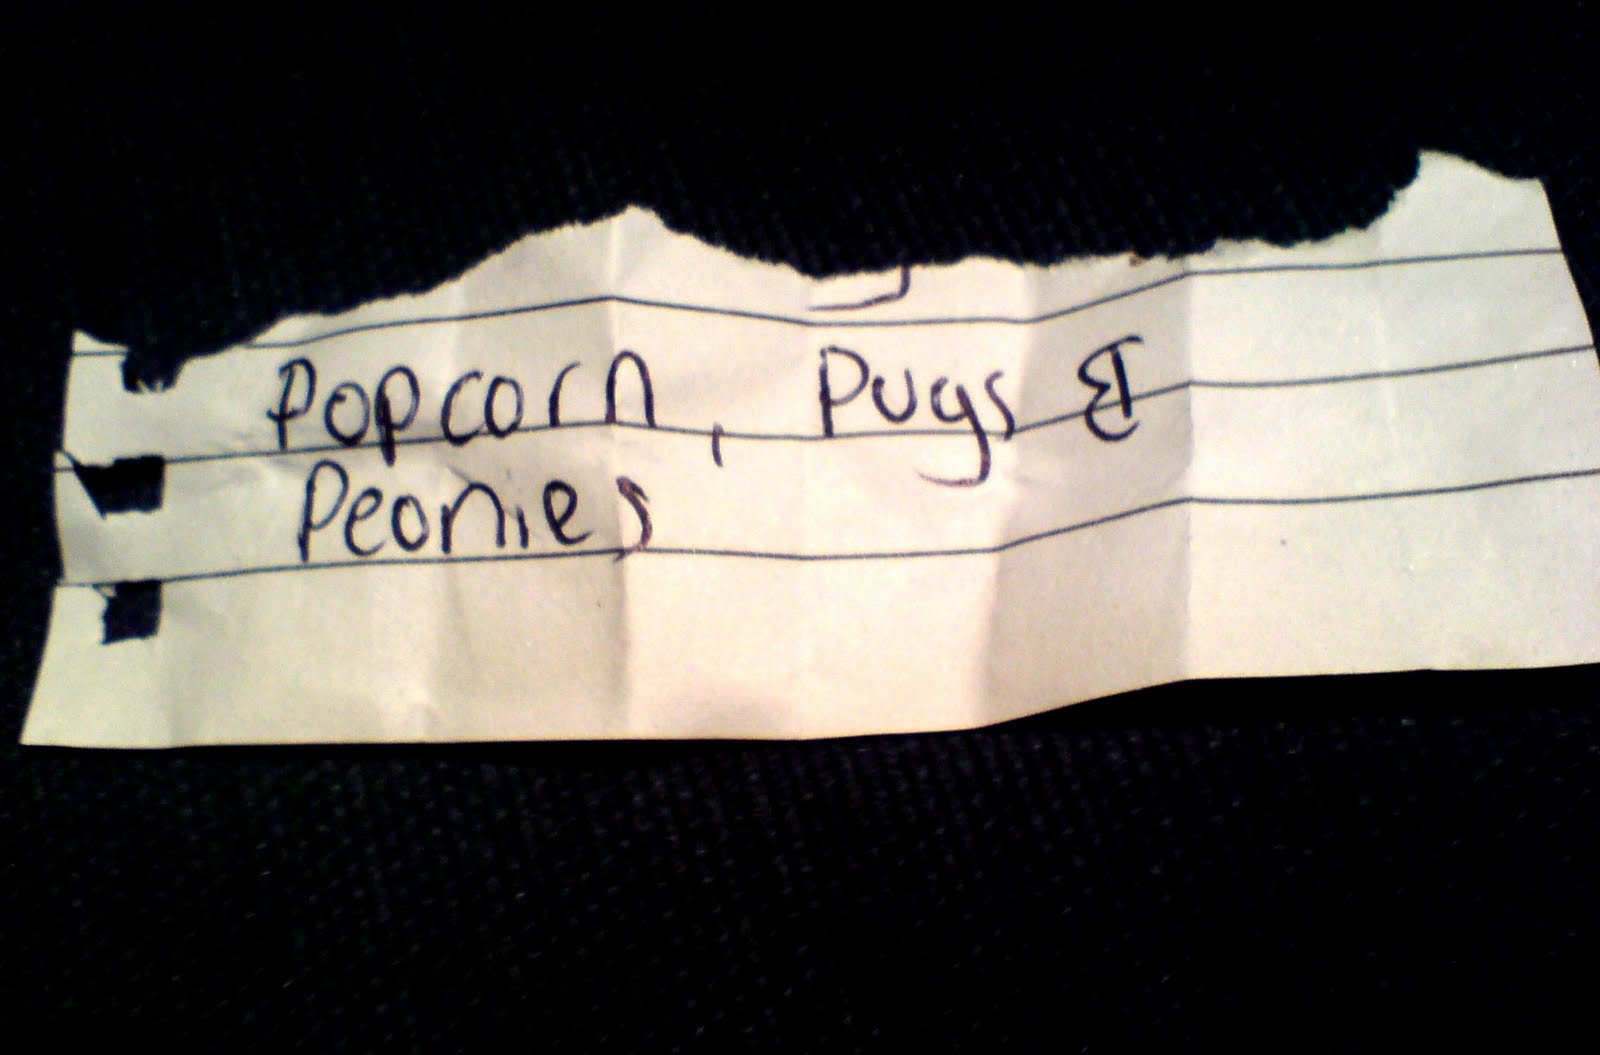 Popcorn, Pugs &
Peonies